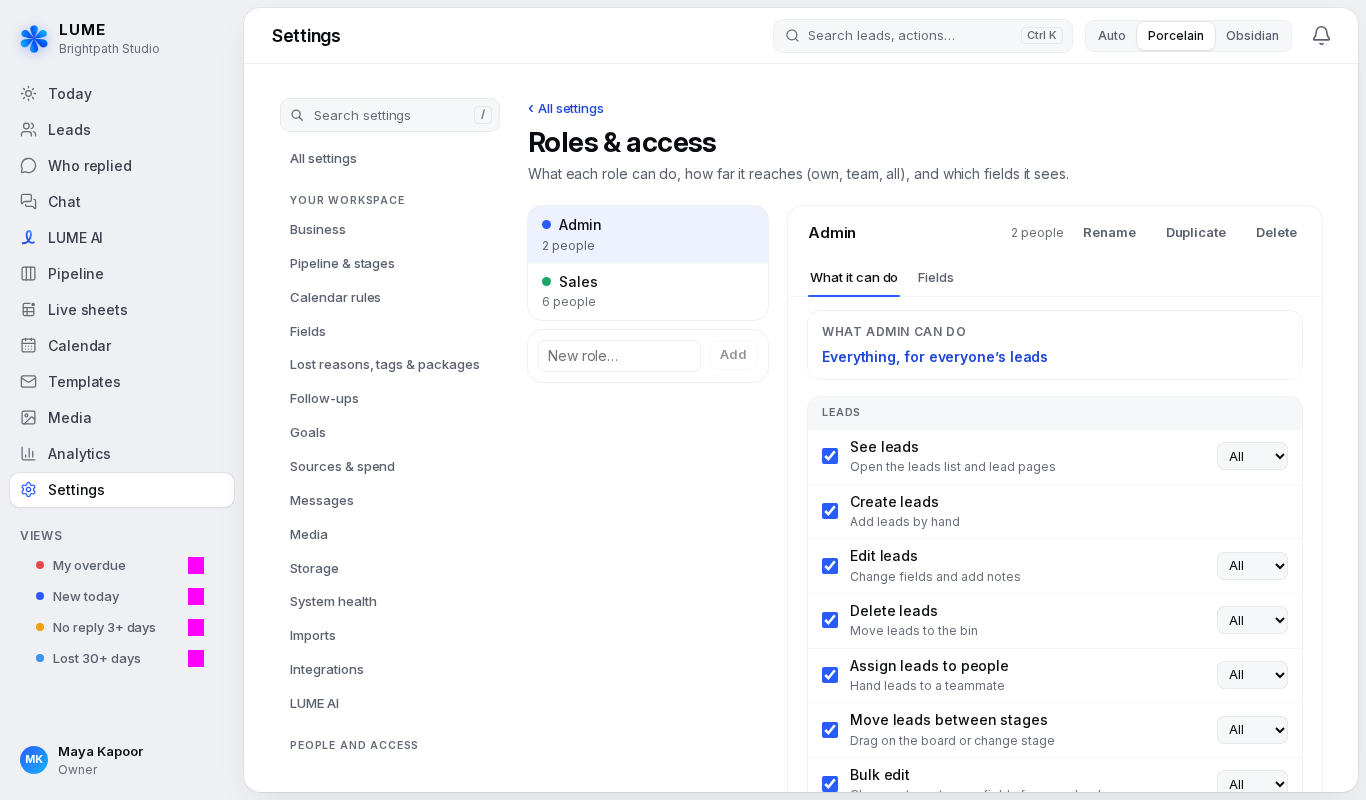 LUME
Brightpath Studio
Today
Leads
Who replied
Chat
LUME AI
Pipeline
Live sheets
Calendar
Templates
Media
Analytics
Settings
VIEWS
My overdue
New today
No reply 3+ days
Lost 30+ days
MK
Maya Kapoor
Owner
Settings
Search leads, actions…
Ctrl K
Auto
Porcelain
Obsidian
Search settings
/
All settings
YOUR WORKSPACE
Business
Pipeline & stages
Calendar rules
Fields
Lost reasons, tags & packages
Follow-ups
Goals
Sources & spend
Messages
Media
Storage
System health
Imports
Integrations
LUME AI
PEOPLE AND ACCESS
‹ All settings
Roles & access
What each role can do, how far it reaches (own, team, all), and which fields it sees.
Admin
2 people
Sales
6 people
New role…
Add
Admin
2 people
Rename
Duplicate
Delete
What it can do
Fields
WHAT ADMIN CAN DO
Everything, for everyone’s leads
LEADS
See leads
Open the leads list and lead pages
All
Create leads
Add leads by hand
Edit leads
Change fields and add notes
All
Delete leads
Move leads to the bin
All
Assign leads to people
Hand leads to a teammate
All
Move leads between stages
Drag on the board or change stage
All
Bulk edit
All